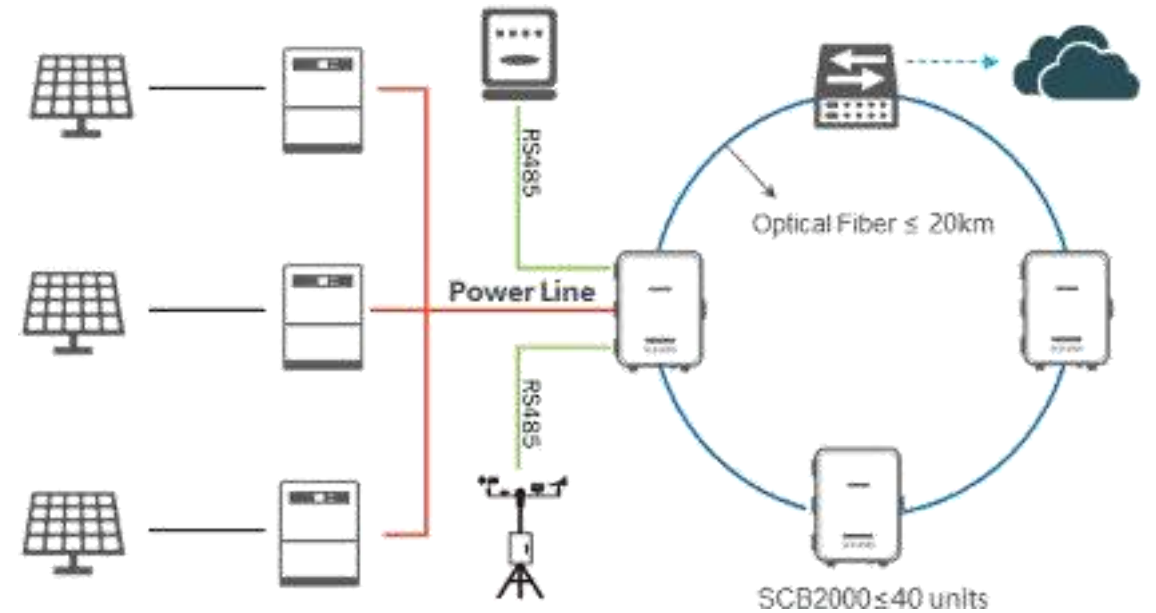 RS485
Optical Fiber ≤ 20km
Power Line
RS485
SCB2000≤40 units